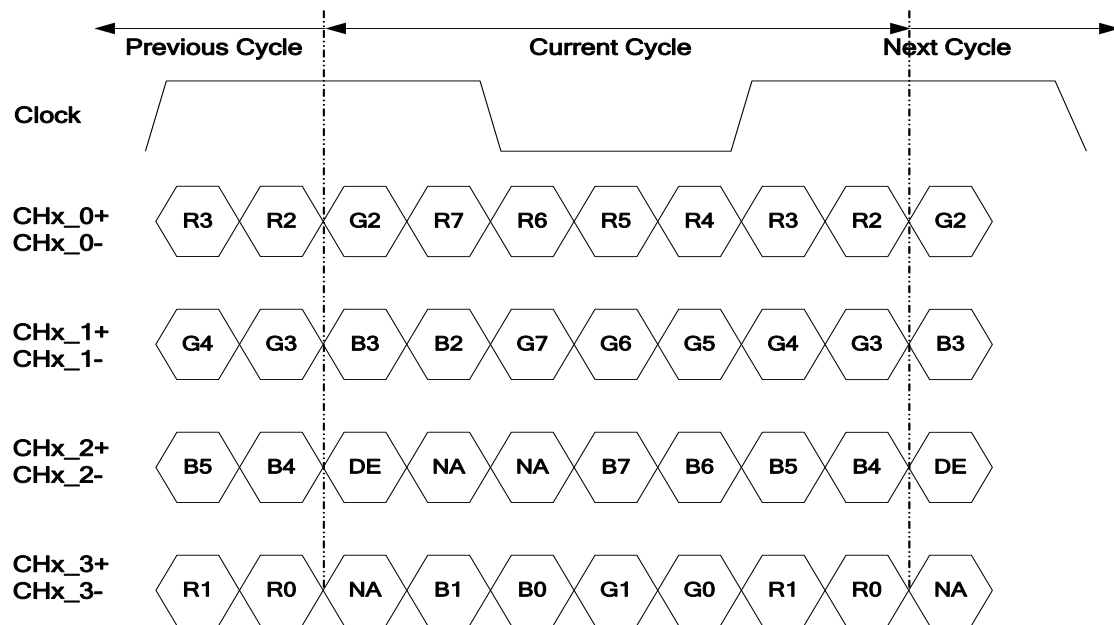 Previous Cycle Current Cycle Next Cycle
Clock
CHx_0+
CHx_0-
R3 R2 G2 R7 R6 R5 R4 R3 R2 G2
CHx_1+
CHx_1-
G4 G3 B3 B2 G7 G6 G5 G4 G3 B3
CHx_2+
CHx_2-
B5 B4 DE NA NA B7 B6 B5 B4 DE
CHx_3+
CHx_3-
R1 R0 NA B1 B0 G1 G0 R1 R0 NA